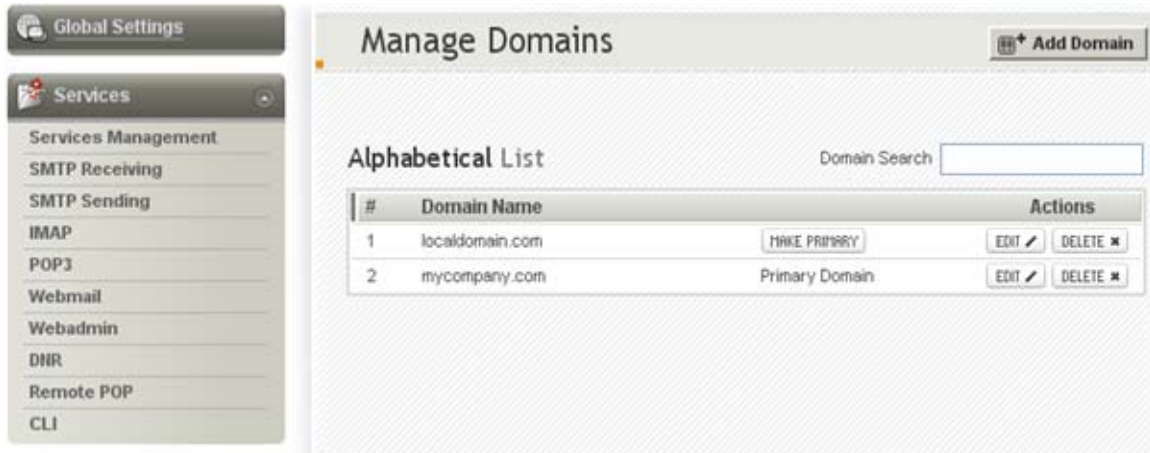 Global Settings
Services
Services Management
SMTP Receiving
SMTP Sending
IMAP
POP3
Webmail
Webadmin
DNR
Remote POP
CLI
Manage Domains
Add Domain
Alphabetical List
Domain Search
# Domain Name Actions
1 localdomain.com MAKE PRIMARY EDIT DELETE
2 mycompany.com Primary Domain EDIT DELETE